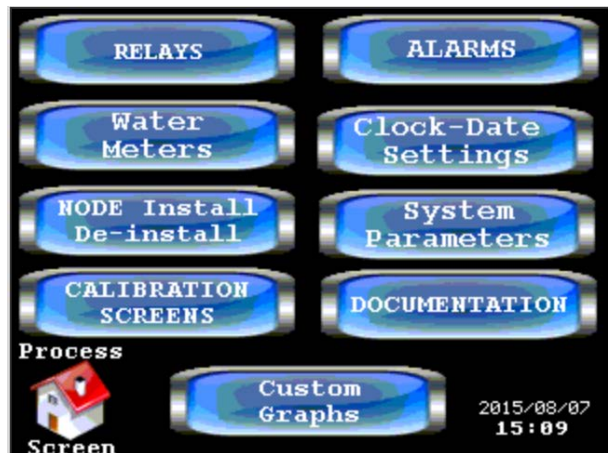 RELAYS
ALARMS
Water
Meters
Clock-Date
Settings
NODE Install
De-install
System
Parameters
CALIBRATION
SCREENS
DOCUMENTATION
Process
Screen
Custom
Graphs
2015/08/07
15:09